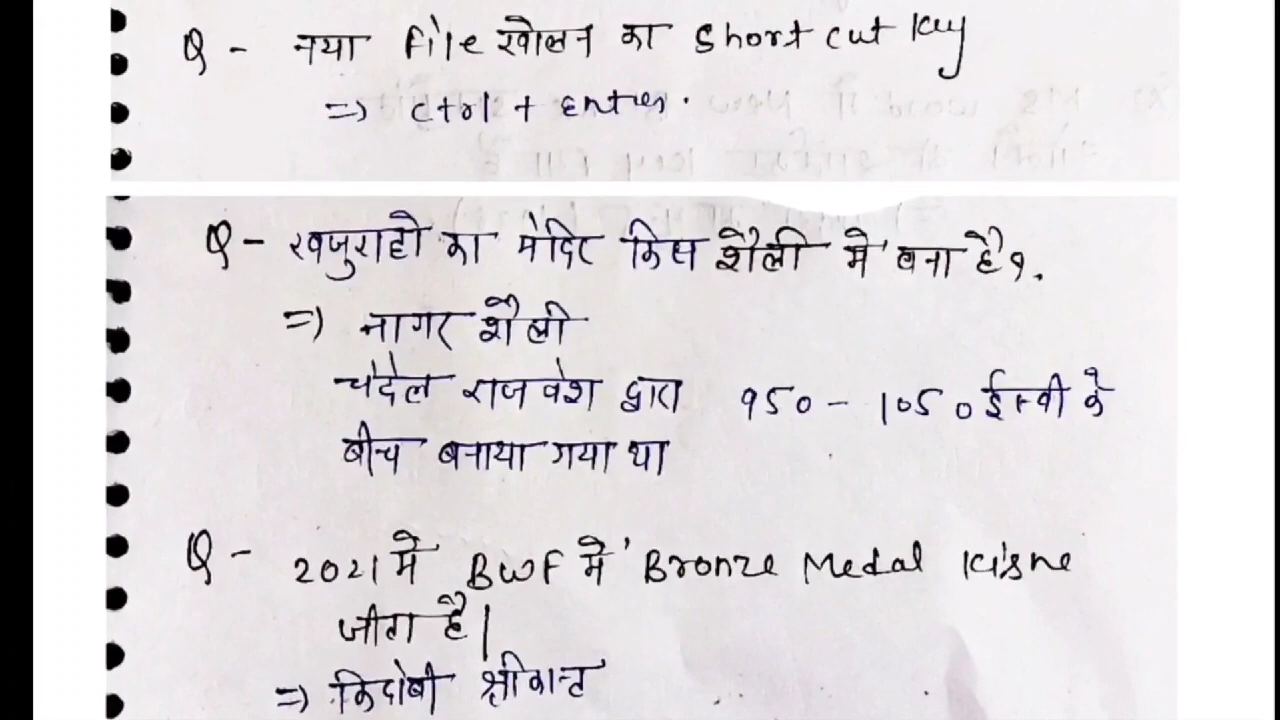 Q - नया file खोलन का Short cut key
=) ctrl + Enter.
Q - खजुराहो का मंदिर किस शैली मे बना है?.
=) नागर शैली
चंदेल राजवंश द्वारा 950 - 1050 ईस्वी के
बीच बनाया गया था
Q - 2021 मे BWF में Bronze Medal Kisne
जीता है|
=) किदांबी श्रीकान्त